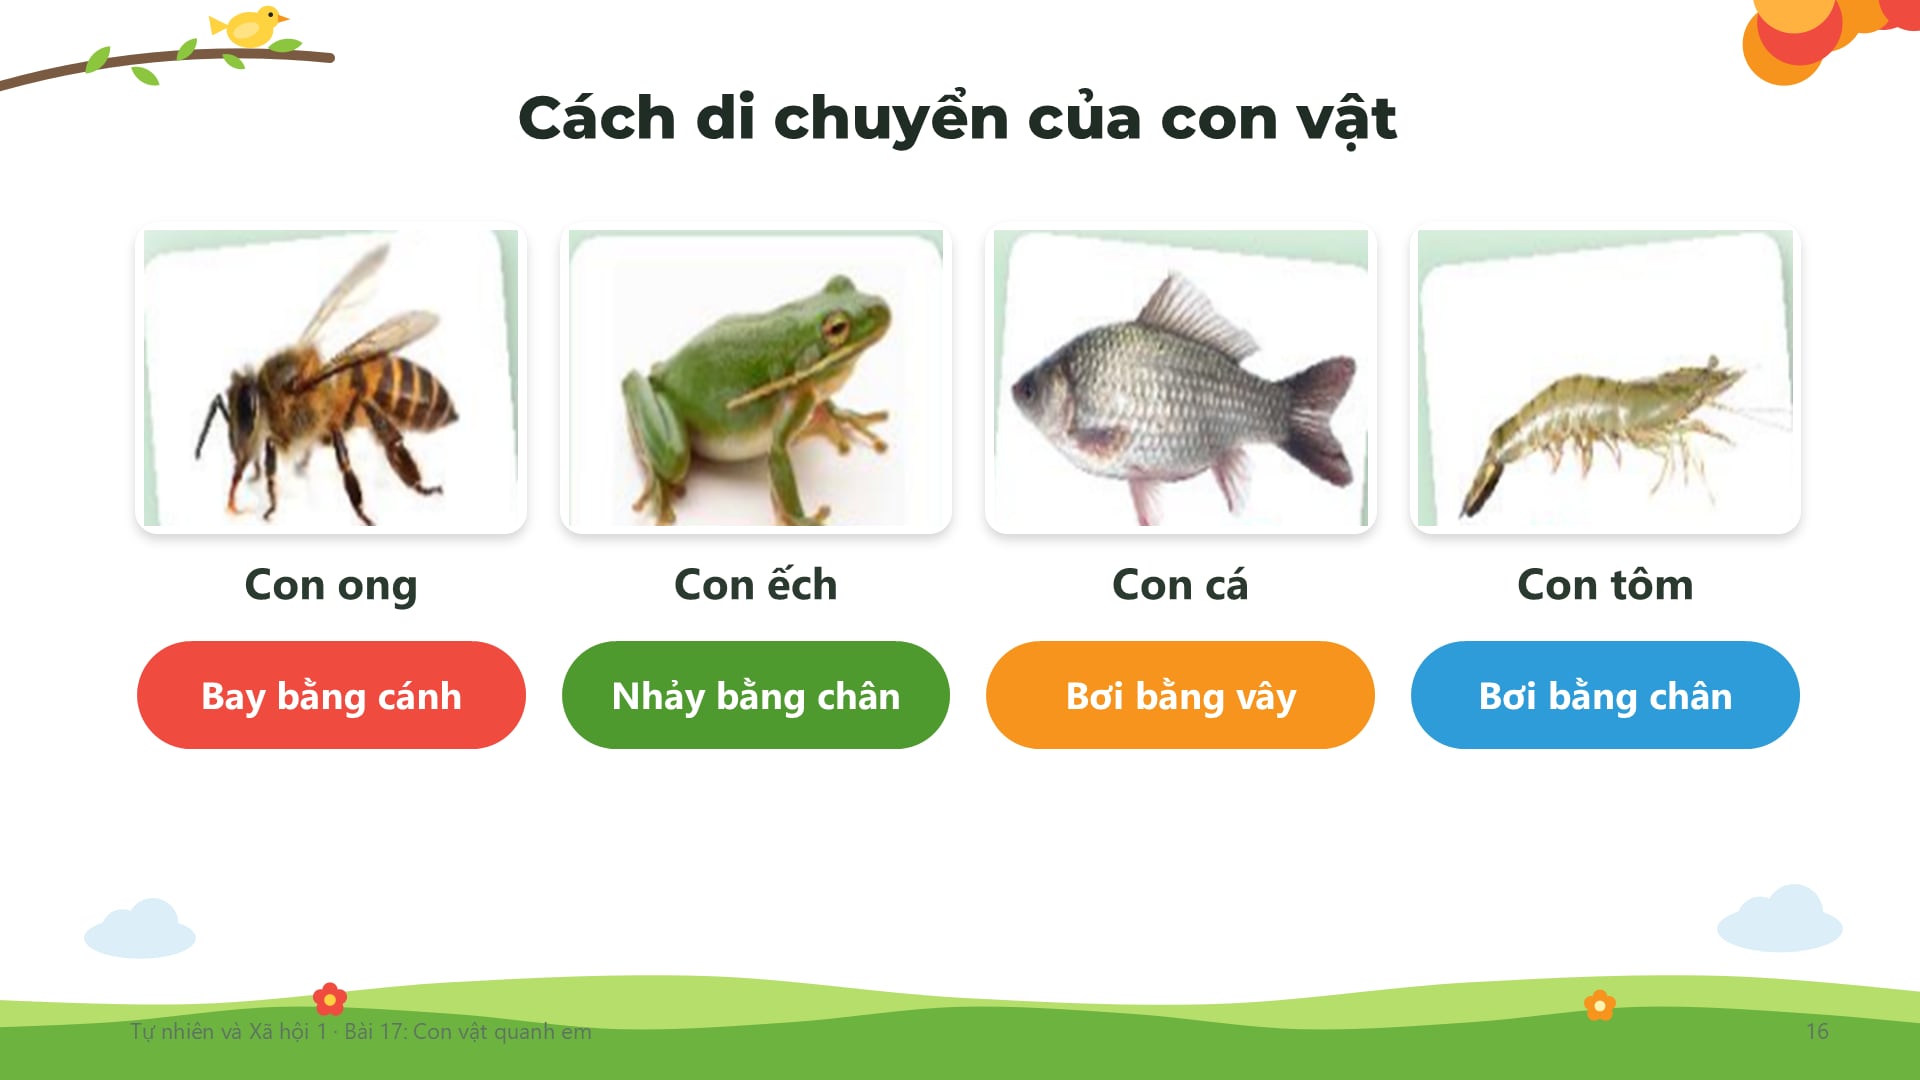 Cách di chuyển của con vật
Con ong
Con ếch
Con cá
Con tôm
Bay bằng cánh
Nhảy bằng chân
Bơi bằng vây
Bơi bằng chân
Tự nhiên và Xã hội 1 · Bài 17: Con vật quanh em
16